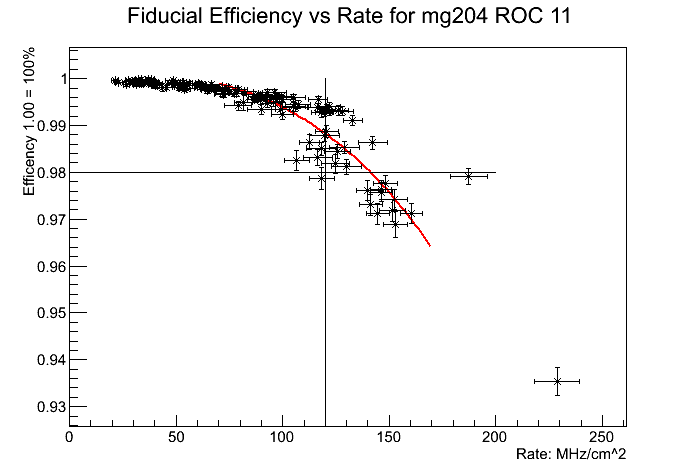 Fiducial Efficiency vs Rate for mg204 ROC 11
Efficency 1.00 = 100%
1
0.99
0.98
0.97
0.96
0.95
0.94
0.93
0 50 100 150 200 250
Rate: MHz/cm^2